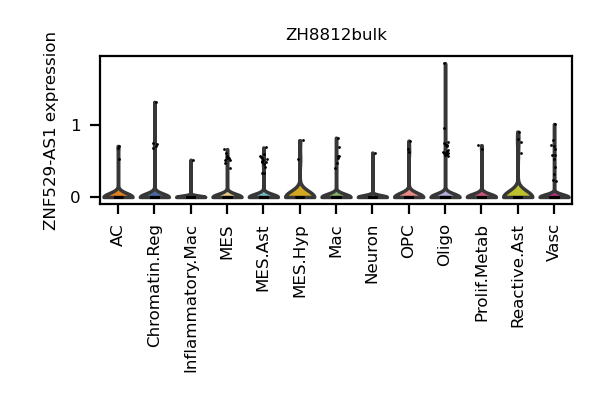 ZH8812bulk
ZNF529-AS1 expression
1
0
AC
Chromatin.Reg
Inflammatory.Mac
MES
MES.Ast
MES.Hyp
Mac
Neuron
OPC
Oligo
Prolif.Metab
Reactive.Ast
Vasc